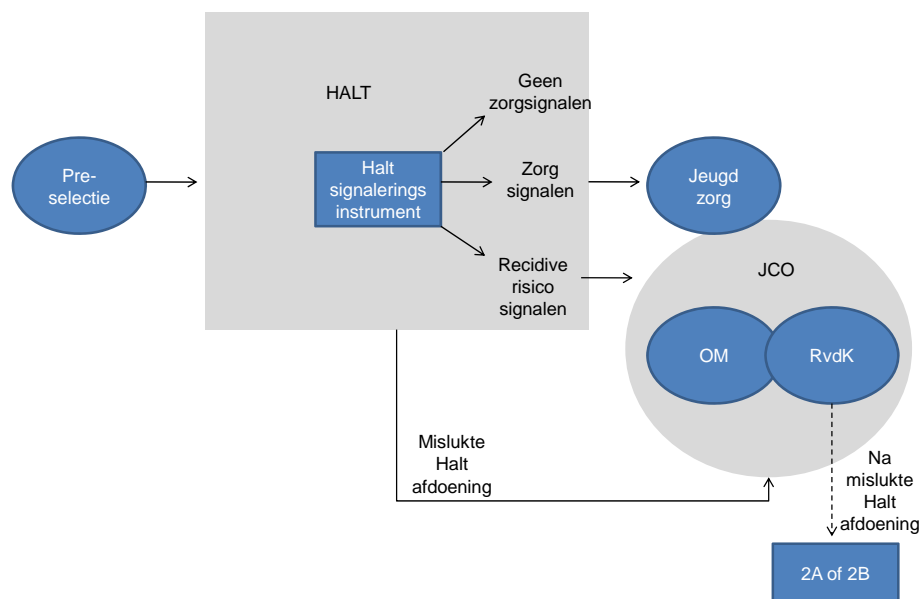 Geen
zorgsignalen
HALT
Pre-
selectie
Halt
signalerings
instrument
Zorg
signalen
Jeugd
zorg
Recidive
risico
signalen
JCO
OM
RvdK
Mislukte
Halt
afdoening
Na
mislukte
Halt
afdoening
2A of 2B